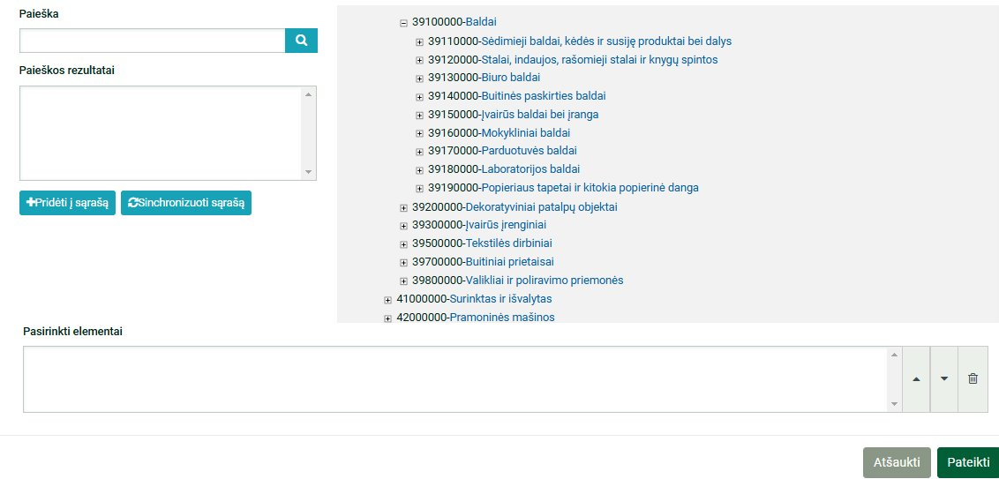 Paieška
Paieškos rezultatai
Pridėti į sąrašą
Sinchronizuoti sąrašą
39100000-Baldai
39110000-Sėdimieji baldai, kėdės ir susiję produktai bei dalys
39120000-Stalai, indaujos, rašomieji stalai ir knygų spintos
39130000-Biuro baldai
39140000-Buitinės paskirties baldai
39150000-Įvairūs baldai bei įranga
39160000-Mokykliniai baldai
39170000-Parduotuvės baldai
39180000-Laboratorijos baldai
39190000-Popieriaus tapetai ir kitokia popierinė danga
39200000-Dekoratyviniai patalpų objektai
39300000-Įvairūs įrenginiai
39500000-Tekstilės dirbiniai
39700000-Buitiniai prietaisai
39800000-Valikliai ir poliravimo priemonės
41000000-Surinktas ir išvalytas
42000000-Pramoninės mašinos
Pasirinkti elementai
Atšaukti
Pateikti